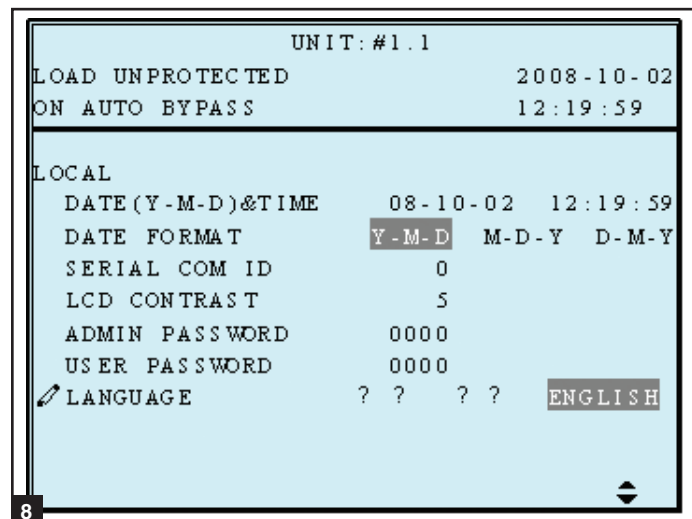 UNIT:#1.1
LOAD UNPROTECTED 2008-10-02
ON AUTO BYPASS 12:19:59
LOCAL
DATE(Y-M-D)&TIME 08-10-02 12:19:59
DATE FORMAT Y-M-D M-D-Y D-M-Y
SERIAL COM ID 0
LCD CONTRAST 5
ADMIN PASSWORD 0000
USER PASSWORD 0000
LANGUAGE ? ? ? ? ENGLISH
8